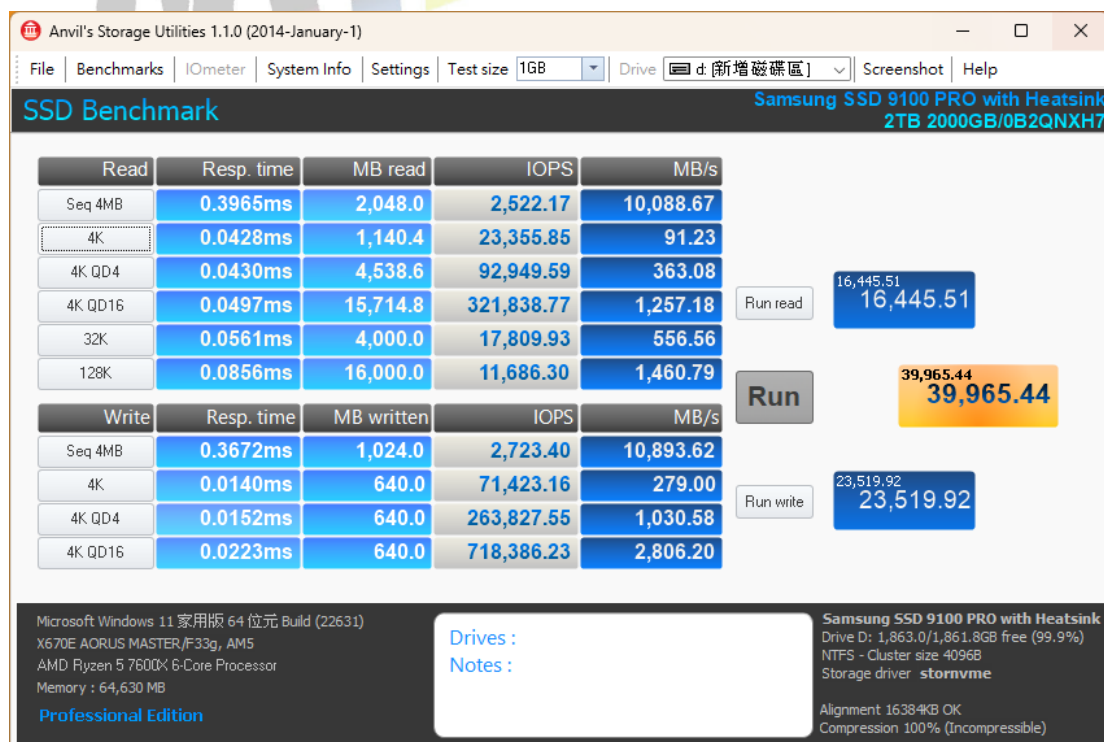 Anvil's Storage Utilities 1.1.0 (2014-January-1)
File Benchmarks IOmeter System Info Settings Test size 1GB Drive d: [新增磁碟區] Screenshot Help
SSD Benchmark
Samsung SSD 9100 PRO with Heatsink
2TB 2000GB/0B2QNXH7
Read Resp. time MB read IOPS MB/s
Seq 4MB 0.3965ms 2,048.0 2,522.17 10,088.67
4K 0.0428ms 1,140.4 23,355.85 91.23
4K QD4 0.0430ms 4,538.6 92,949.59 363.08
4K QD16 0.0497ms 15,714.8 321,838.77 1,257.18
32K 0.0561ms 4,000.0 17,809.93 556.56
128K 0.0856ms 16,000.0 11,686.30 1,460.79
Run read
16,445.51
16,445.51
Run
39,965.44
39,965.44
Write Resp. time MB written IOPS MB/s
Seq 4MB 0.3672ms 1,024.0 2,723.40 10,893.62
4K 0.0140ms 640.0 71,423.16 279.00
4K QD4 0.0152ms 640.0 263,827.55 1,030.58
4K QD16 0.0223ms 640.0 718,386.23 2,806.20
Run write
23,519.92
23,519.92
Microsoft Windows 11 家用版 64 位元 Build (22631)
X670E AORUS MASTER/F33g, AM5
AMD Ryzen 5 7600X 6-Core Processor
Memory : 64,630 MB
Professional Edition
Drives :
Notes :
Samsung SSD 9100 PRO with Heatsink
Drive D: 1,863.0/1,861.8GB free (99.9%)
NTFS - Cluster size 4096B
Storage driver stornvme
Alignment 16384KB OK
Compression 100% (Incompressible)